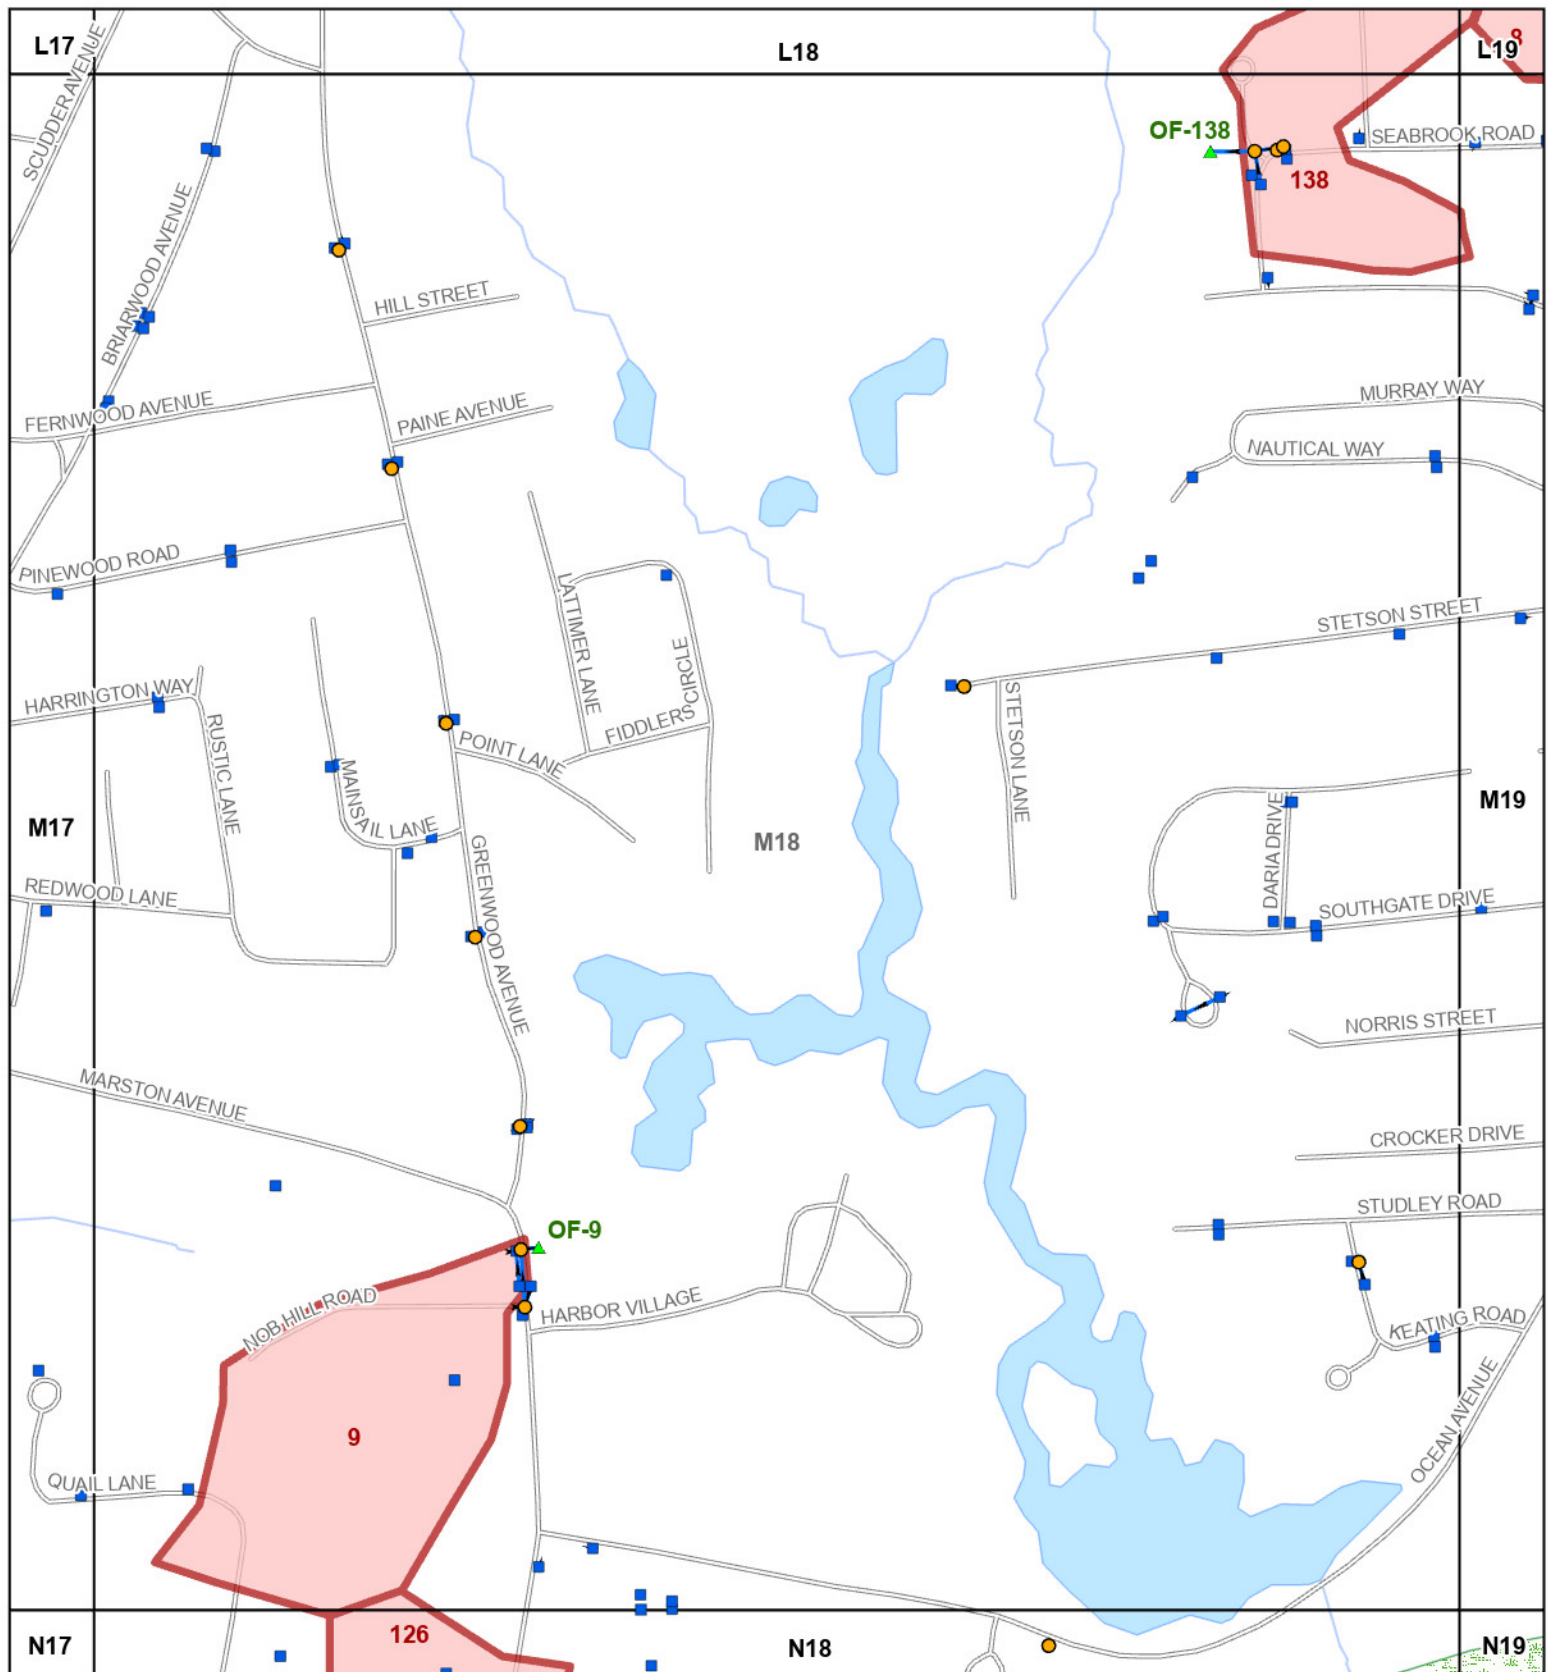 L17
L18
L19
8
SCUDDER AVENUE
OF-138
SEABROOK ROAD
138
BRIARWOOD AVENUE
HILL STREET
MURRAY WAY
FERNWOOD AVENUE
PAINE AVENUE
NAUTICAL WAY
PINEWOOD ROAD
LATTIMER LANE
STETSON STREET
FIDDLERS CIRCLE
HARRINGTON WAY
RUSTIC LANE
POINT LANE
STETSON LANE
MAINSAIL LANE
M17
M18
M19
DARIA DRIVE
GREENWOOD AVENUE
REDWOOD LANE
SOUTHGATE DRIVE
NORRIS STREET
MARSTON AVENUE
CROCKER DRIVE
STUDLEY ROAD
OF-9
NOB HILL ROAD
HARBOR VILLAGE
KEATING ROAD
OCEAN AVENUE
9
QUAIL LANE
126
N17
N18
N19